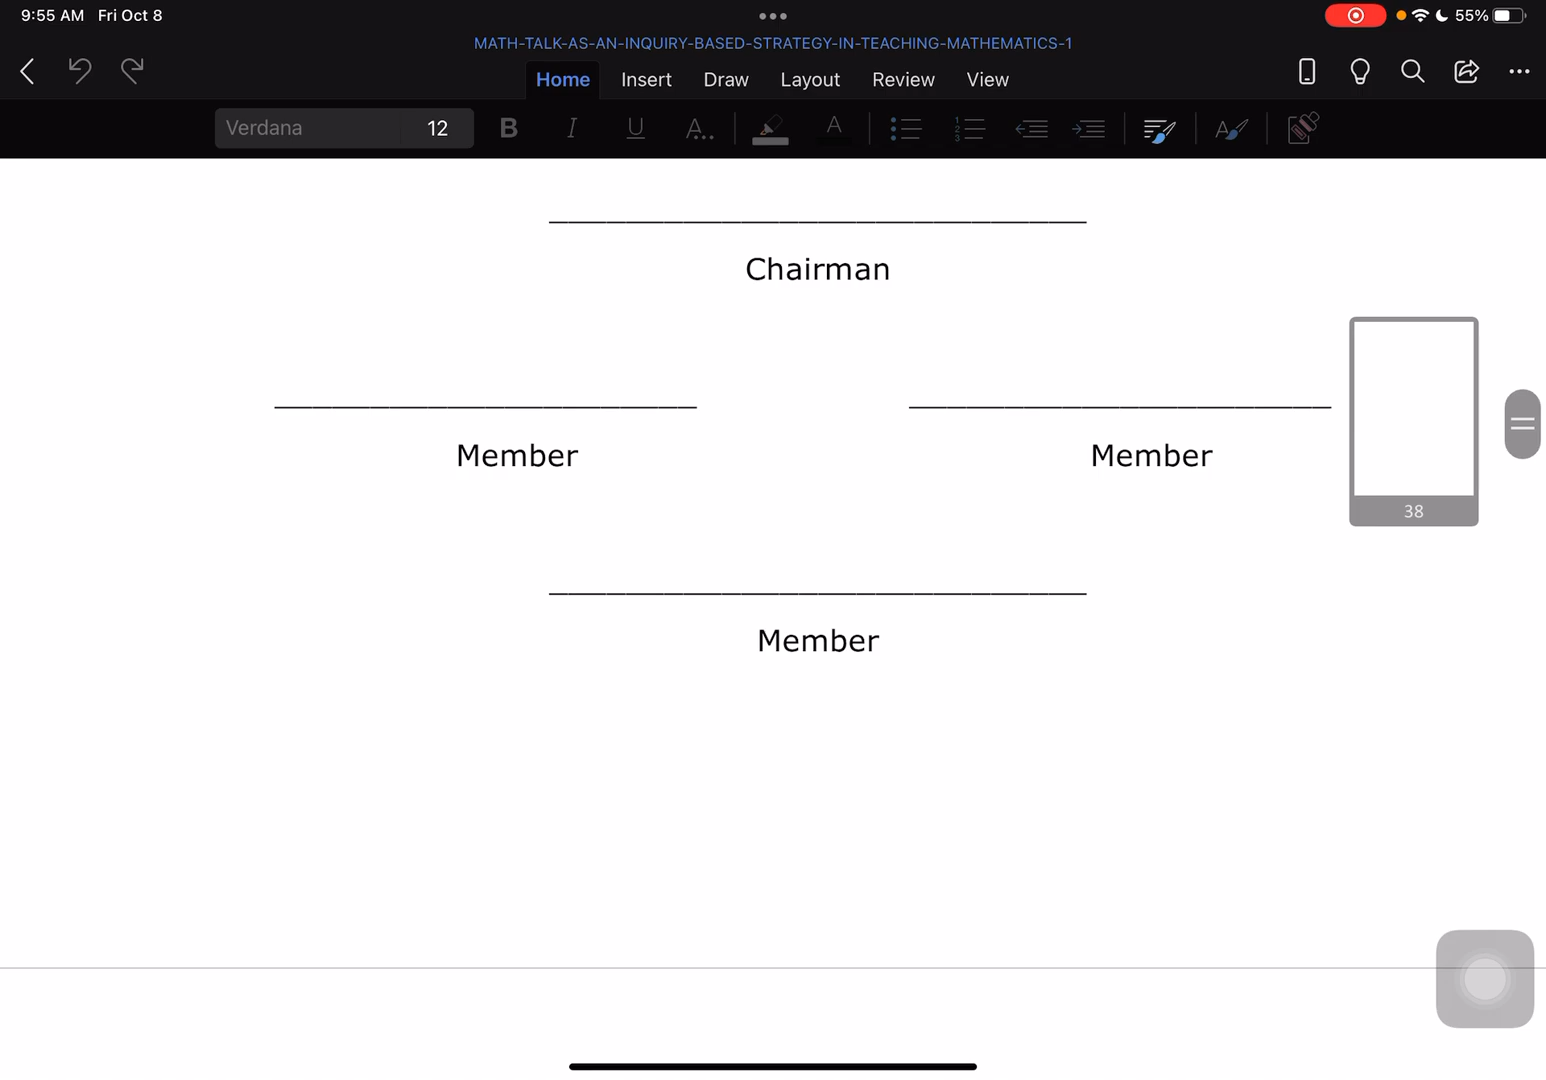 9:55 AM Fri Oct 8
55%
MATH-TALK-AS-AN-INQUIRY-BASED-STRATEGY-IN-TEACHING-MATHEMATICS-1
Home Insert Draw Layout Review View
Verdana 12 B I U A.. A
Chairman
Member Member
38
Member